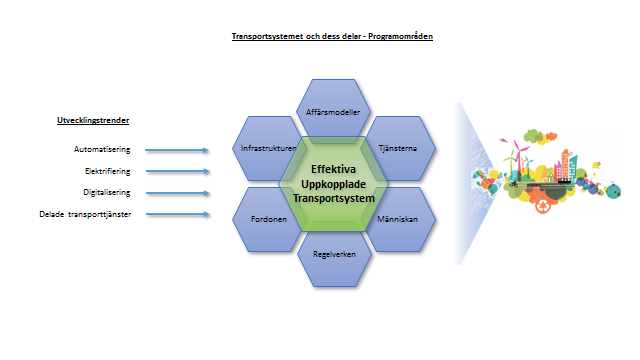 Transportsystemet och dess delar - Programområden
Utvecklingstrender
Automatisering
Elektrifiering
Digitalisering
Delade transporttjänster
Affärsmodeller
Infrastrukturen
Tjänsterna
Effektiva
Uppkopplade
Transportsystem
Fordonen
Människan
Regelverken